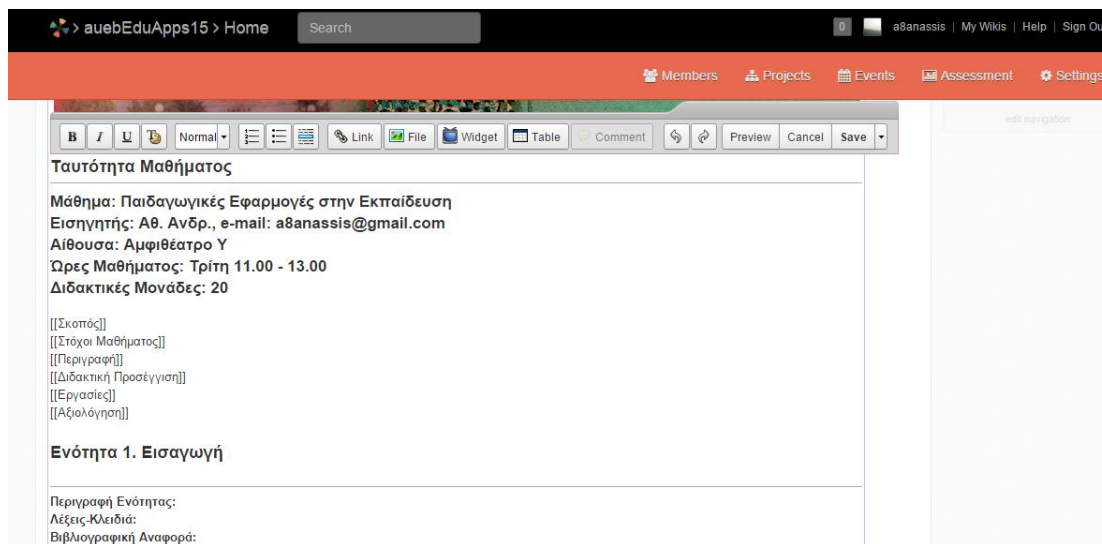 > auebEduApps15 > Home Search 0 a8anassis | My Wikis | Help | Sign Ou
Members Projects Events Assessment Settings
edit navigation
B I U Normal Link File Widget Table Comment Preview Cancel Save
Ταυτότητα Μαθήματος
Μάθημα: Παιδαγωγικές Εφαρμογές στην Εκπαίδευση
Εισηγητής: Αθ. Ανδρ., e-mail: a8anassis@gmail.com
Αίθουσα: Αμφιθέατρο Υ
Ώρες Μαθήματος: Τρίτη 11.00 - 13.00
Διδακτικές Μονάδες: 20
[[Σκοπός]]
[[Στόχοι Μαθήματος]]
[[Περιγραφή]]
[[Διδακτική Προσέγγιση]]
[[Εργασίες]]
[[Αξιολόγηση]]
Ενότητα 1. Εισαγωγή
Περιγραφή Ενότητας:
Λέξεις-Κλειδιά:
Βιβλιογραφική Αναφορά: